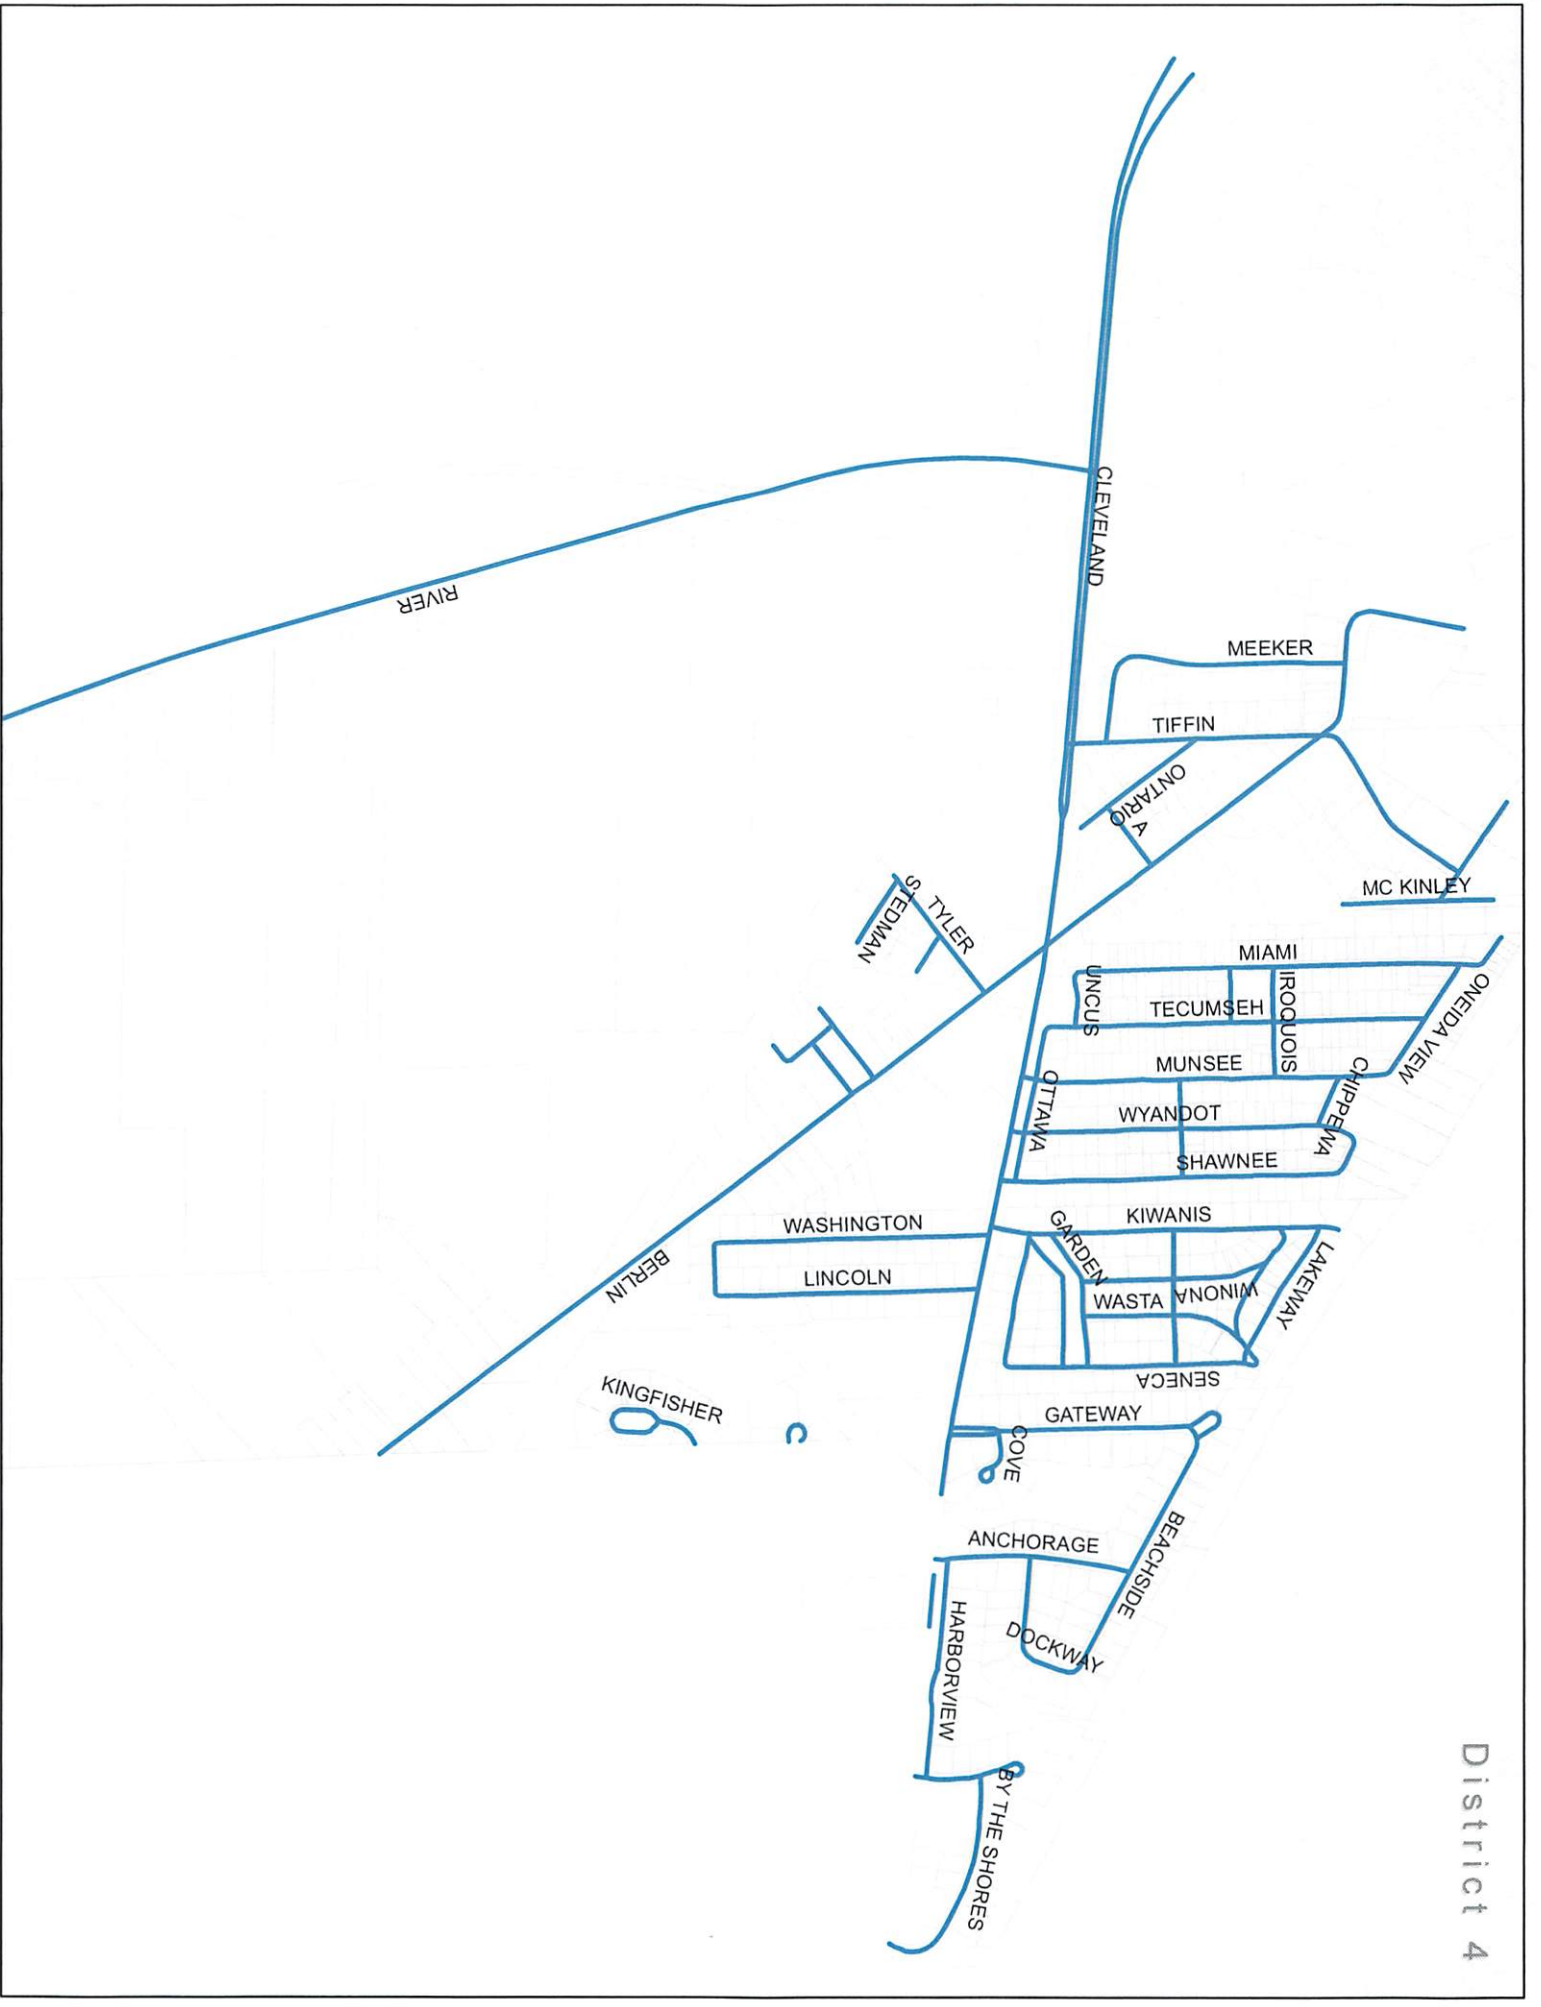 CLEVELAND
RIVER
MEEKER
TIFFIN
ONTARIO
A
MC KINLEY
STEDMAN
TYLER
MIAMI
UNCUS
IROQUOIS
ONEIDA VIEW
TECUMSEH
MUNSEE
CHIPPEWA
OTTAWA
WYANDOT
SHAWNEE
WASHINGTON
KIWANIS
GARDEN
LAKEWAY
BERLIN
LINCOLN
WASTA
WINONA
SENECA
KINGFISHER
GATEWAY
COVE
BEACHSIDE
ANCHORAGE
HARBORVIEW
DOCKWAY
BY THE SHORES
District 4